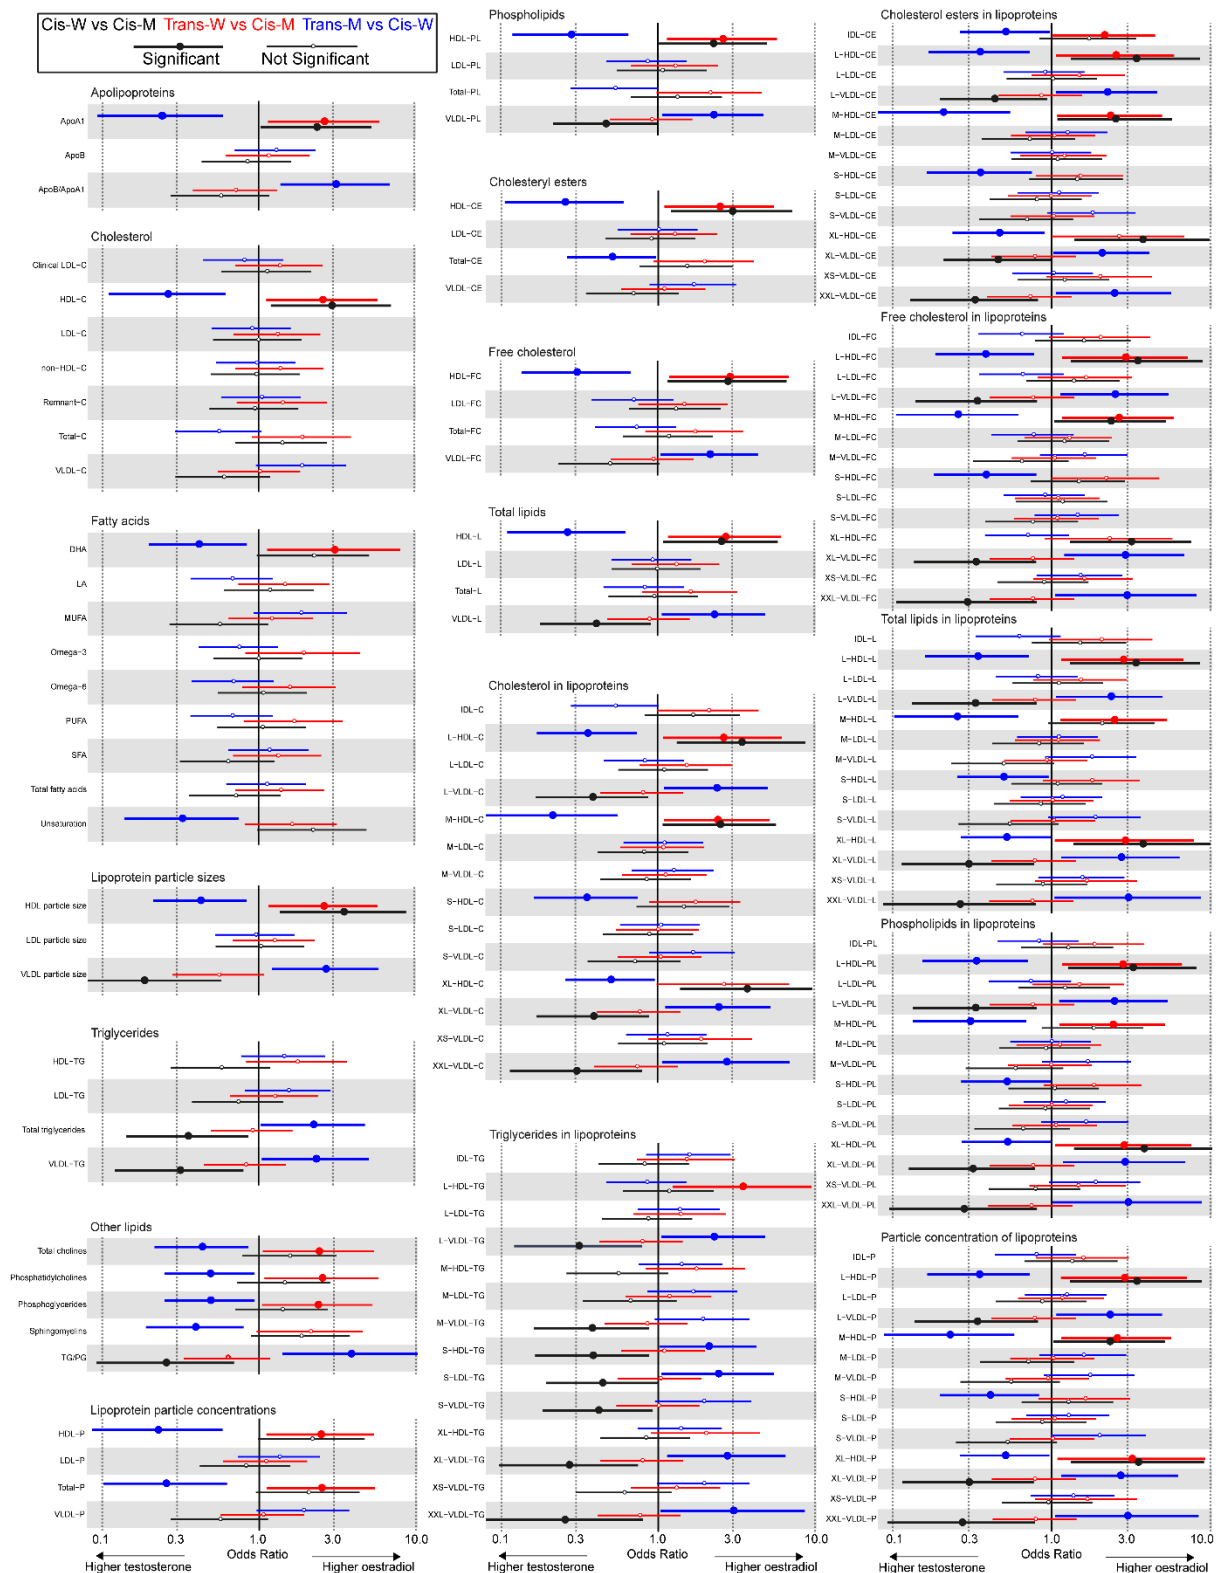 Cis-W vs Cis-M Trans-W vs Cis-M Trans-M vs Cis-W
Significant Not Significant
Apolipoproteins
ApoA1
ApoB
ApoB/ApoA1
Cholesterol
Clinical LDL-C
HDL-C
LDL-C
non-HDL-C
Remnant-C
Total-C
VLDL-C
Fatty acids
DHA
LA
MUFA
Omega-3
Omega-6
PUFA
SFA
Total fatty acids
Unsaturation
Lipoprotein particle sizes
HDL particle size
LDL particle size
VLDL particle size
Triglycerides
HDL-TG
LDL-TG
Total triglycerides
VLDL-TG
Other lipids
Total cholines
Phosphatidylcholines
Phosphoglycerides
Sphingomyelins
TG/PG
Lipoprotein particle concentrations
HDL-P
LDL-P
Total-P
VLDL-P
0.1 1.0 3.0 10.0
Odds Ratio
Higher testosterone Higher oestradiol
Phospholipids
HDL-PL
LDL-PL
Total-PL
VLDL-PL
Cholesteryl esters
HDL-CE
LDL-CE
Total-CE
VLDL-CE
Free cholesterol
HDL-FC
LDL-FC
Total-FC
VLDL-FC
Total lipids
HDL-L
LDL-L
Total-L
VLDL-L
Cholesterol in lipoproteins
IDL-C
L-HDL-C
L-LDL-C
L-VLDL-C
M-HDL-C
M-LDL-C
M-VLDL-C
S-HDL-C
S-LDL-C
S-VLDL-C
XL-HDL-C
XL-VLDL-C
XS-VLDL-C
XXL-VLDL-C
Triglycerides in lipoproteins
IDL-TG
L-HDL-TG
L-LDL-TG
L-VLDL-TG
M-HDL-TG
M-LDL-TG
M-VLDL-TG
S-HDL-TG
S-LDL-TG
S-VLDL-TG
XL-HDL-TG
XL-VLDL-TG
XS-VLDL-TG
XXL-VLDL-TG
0.1 0.3 1.0 3.0 10.0
Odds Ratio
Higher testosterone Higher oestradiol
Cholesterol esters in lipoproteins
IDL-CE
L-HDL-CE
L-LDL-CE
L-VLDL-CE
M-HDL-CE
M-LDL-CE
M-VLDL-CE
S-HDL-CE
S-LDL-CE
S-VLDL-CE
XL-HDL-CE
XL-VLDL-CE
XS-VLDL-CE
XXL-VLDL-CE
Free cholesterol in lipoproteins
IDL-FC
L-HDL-FC
L-LDL-FC
L-VLDL-FC
M-HDL-FC
M-LDL-FC
M-VLDL-FC
S-HDL-FC
S-LDL-FC
S-VLDL-FC
XL-HDL-FC
XL-VLDL-FC
XS-VLDL-FC
XXL-VLDL-FC
Total lipids in lipoproteins
IDL-L
L-HDL-L
L-LDL-L
L-VLDL-L
M-HDL-L
M-LDL-L
M-VLDL-L
S-HDL-L
S-LDL-L
S-VLDL-L
XL-HDL-L
XL-VLDL-L
XS-VLDL-L
XXL-VLDL-L
Phospholipids in lipoproteins
IDL-PL
L-HDL-PL
L-LDL-PL
L-VLDL-PL
M-HDL-PL
M-LDL-PL
M-VLDL-PL
S-HDL-PL
S-LDL-PL
S-VLDL-PL
XL-HDL-PL
XL-VLDL-PL
XS-VLDL-PL
XXL-VLDL-PL
Particle concentration of lipoproteins
IDL-P
L-HDL-P
L-LDL-P
L-VLDL-P
M-HDL-P
M-LDL-P
M-VLDL-P
S-HDL-P
S-LDL-P
S-VLDL-P
XL-HDL-P
XL-VLDL-P
XS-VLDL-P
XXL-VLDL-P
0.1 0.3 1.0 3.0 10.0
Odds Ratio
Higher testosterone Higher oestradiol